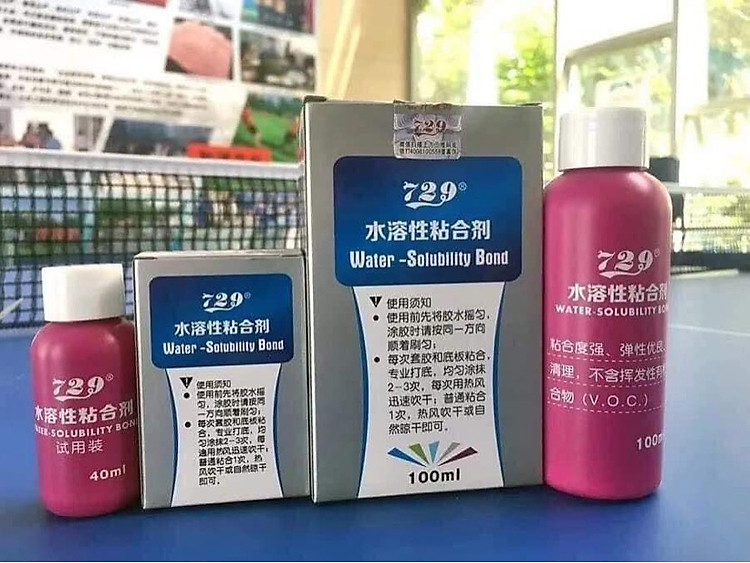 729®
水溶性粘合剂
WATER-SOLUBILITY BON
试用装
40ml
729®
水溶性粘合剂
Water -Solubility Bond
使用须知
使用前先将胶水摇
匀，涂胶时请按同
一方向顺着刷匀；
每次套胶和底板粘
合，专业打底，均
匀涂抹2-3次，每
遍用热风迅速吹干；
普通粘合1次，热
风吹干或自然晾干
即可。
729
729®
水溶性粘合剂
Water -Solubility Bond
使用须知
使用前先将胶水摇匀，
涂胶时请按同一方向
顺着刷匀；
每次套胶和底板粘合，
专业打底，均匀涂抹
2-3次，每次用热风
迅速吹干；普通粘合
1次，热风吹干或自
然晾干即可。
100ml
729®
水溶性粘合剂
WATER-SOLUBILITY BON
粘合度强、弹性优良
清理，不含挥发性有
合物（V.O.C.）
100m